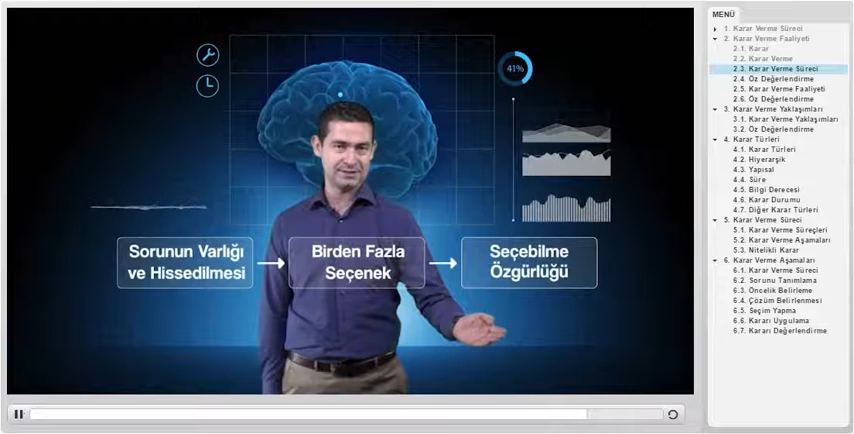 41%
Sorunun Varlığı
ve Hissedilmesi
Birden Fazla
Seçenek
Seçebilme
Özgürlüğü
MENÜ
1. Karar Verme Süreci
2. Karar Verme Faaliyeti
2.1. Karar
2.2. Karar Verme
2.3. Karar Verme Süreci
2.4. Öz Değerlendirme
2.5. Karar Verme Faaliyeti
2.6. Öz Değerlendirme
3. Karar Verme Yaklaşımları
3.1. Karar Verme Yaklaşımları
3.2. Öz Değerlendirme
4. Karar Türleri
4.1. Karar Türleri
4.2. Hiyerarşik
4.3. Yapısal
4.4. Süre
4.5. Bilgi Derecesi
4.6. Karar Durumu
4.7. Diğer Karar Türleri
5. Karar Verme Süreci
5.1. Karar Verme Süreçleri
5.2. Karar Verme Aşamaları
5.3. Nitelikli Karar
6. Karar Verme Aşamaları
6.1. Karar Verme Süreci
6.2. Sorunu Tanımlama
6.3. Öncelik Belirleme
6.4. Çözüm Belirlenmesi
6.5. Seçim Yapma
6.6. Kararı Uygulama
6.7. Kararı Değerlendirme